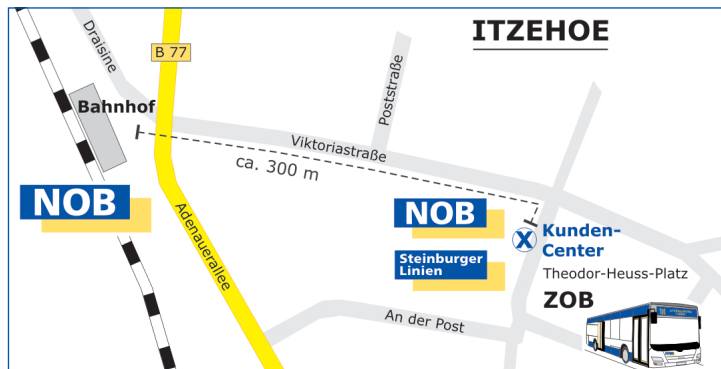 ITZEHOE
Draisine
B 77
Bahnhof
Poststraße
Viktoriastraße
ca. 300 m
NOB
Adenauerallee
NOB
Steinburger
Linien
X
Kunden-
Center
Theodor-Heuss-Platz
ZOB
An der Post